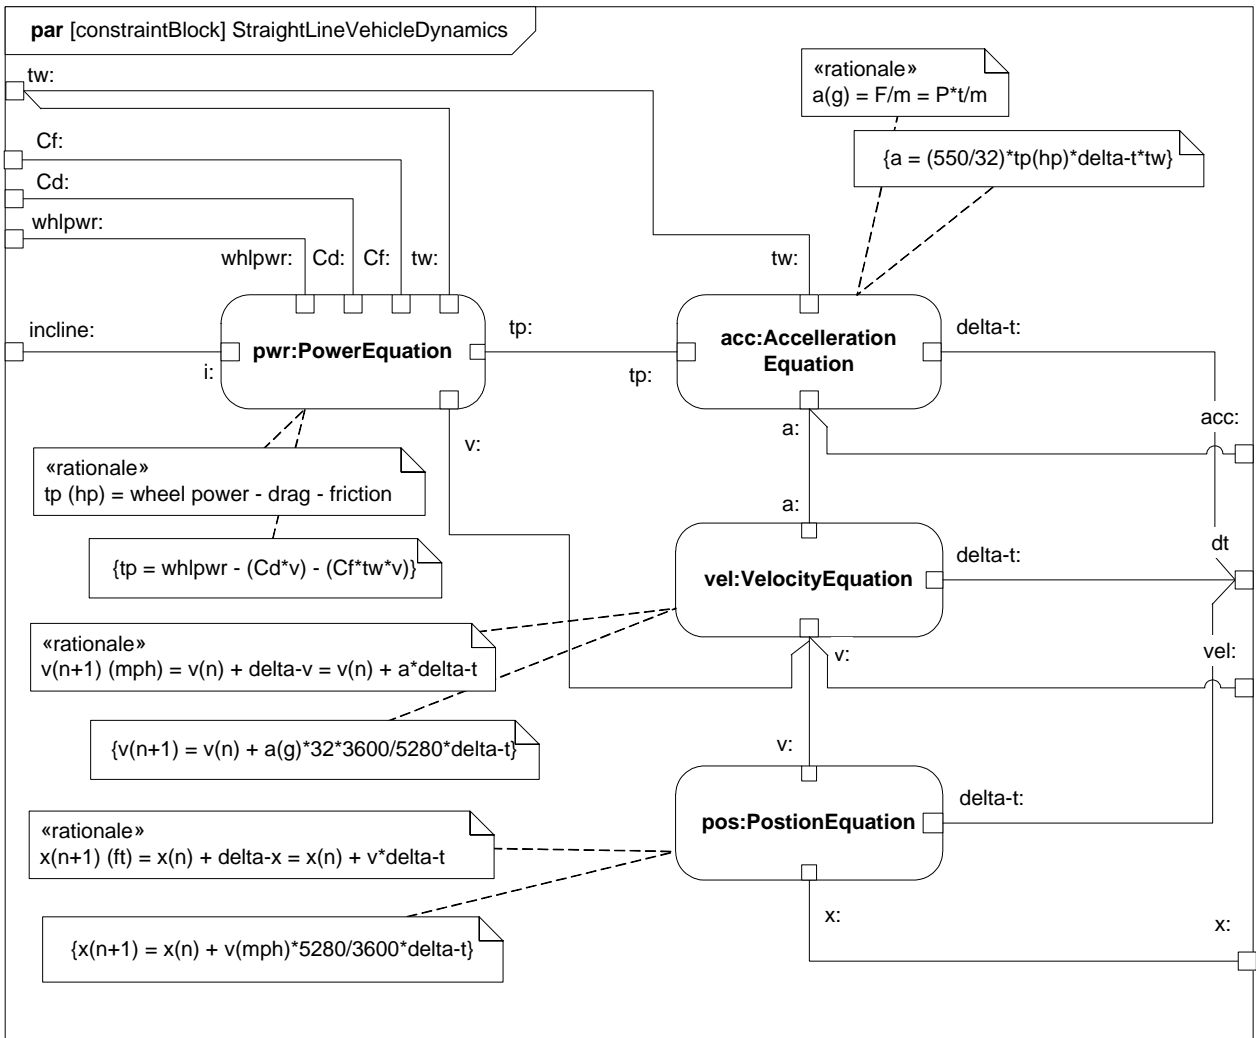 par [constraintBlock] StraightLineVehicleDynamics
tw:
«rationale»
a(g) = F/m = P*t/m
Cf:
{a = (550/32)*tp(hp)*delta-t*tw}
Cd:
whlpwr:
whlpwr: Cd: Cf: tw:
tw:
incline:
tp:
delta-t:
pwr:PowerEquation
acc:Accelleration
Equation
i:
tp:
acc:
a:
v:
«rationale»
tp (hp) = wheel power - drag - friction
a:
dt
{tp = whlpwr - (Cd*v) - (Cf*tw*v)}
delta-t:
vel:VelocityEquation
«rationale»
v(n+1) (mph) = v(n) + delta-v = v(n) + a*delta-t
v:
vel:
{v(n+1) = v(n) + a(g)*32*3600/5280*delta-t}
v:
delta-t:
«rationale»
x(n+1) (ft) = x(n) + delta-x = x(n) + v*delta-t
pos:PostionEquation
x:
x:
{x(n+1) = x(n) + v(mph)*5280/3600*delta-t}